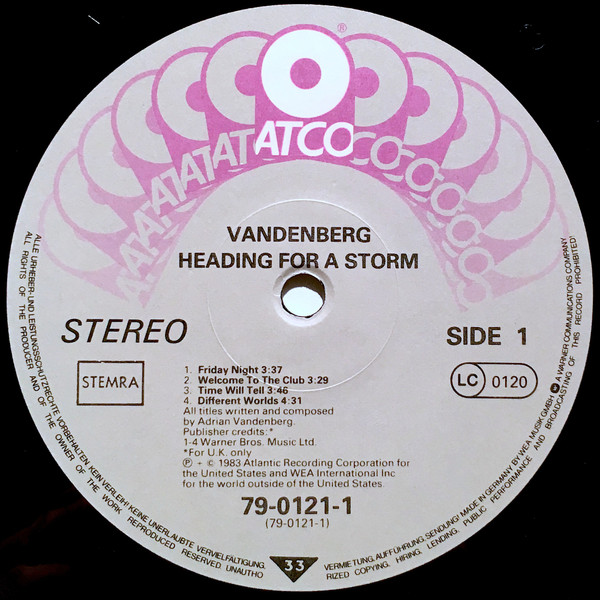 ®
ATATATATATCOCOCOCOCO
VANDENBERG
HEADING FOR A STORM
STEREO
SIDE 1
STEMRA
LC 0120
1. Friday Night 3:37
2. Welcome To The Club 3:29
3. Time Will Tell 3:46
4. Different Worlds 4:31
All titles written and composed
by Adrian Vandenberg.
Publisher credits:*
1-4 Warner Bros. Music Ltd.
*For U.K. only
Ⓟ + © 1983 Atlantic Recording Corporation for
the United States and WEA International Inc
for the world outside of the United States.
79-0121-1
(79-0121-1)
33
ALLE URHEBER- UND LEISTUNGSSCHUTZRECHTE VORBEHALTEN. KEIN VERLEIH! KEINE UNERLAUBTE VERVIELFÄLTIGUNG, VERMIETUNG, AUFFÜHRUNG, SENDUNG! MADE IN GERMANY BY WEA MUSIK GMBH A WARNER COMMUNICATIONS COMPANY
ALL RIGHTS OF THE PRODUCER AND OF THE OWNER OF THE WORK REPRODUCED RESERVED. UNAUTHORIZED COPYING, HIRING, LENDING, PUBLIC PERFORMANCE AND BROADCASTING OF THIS RECORD PROHIBITED!